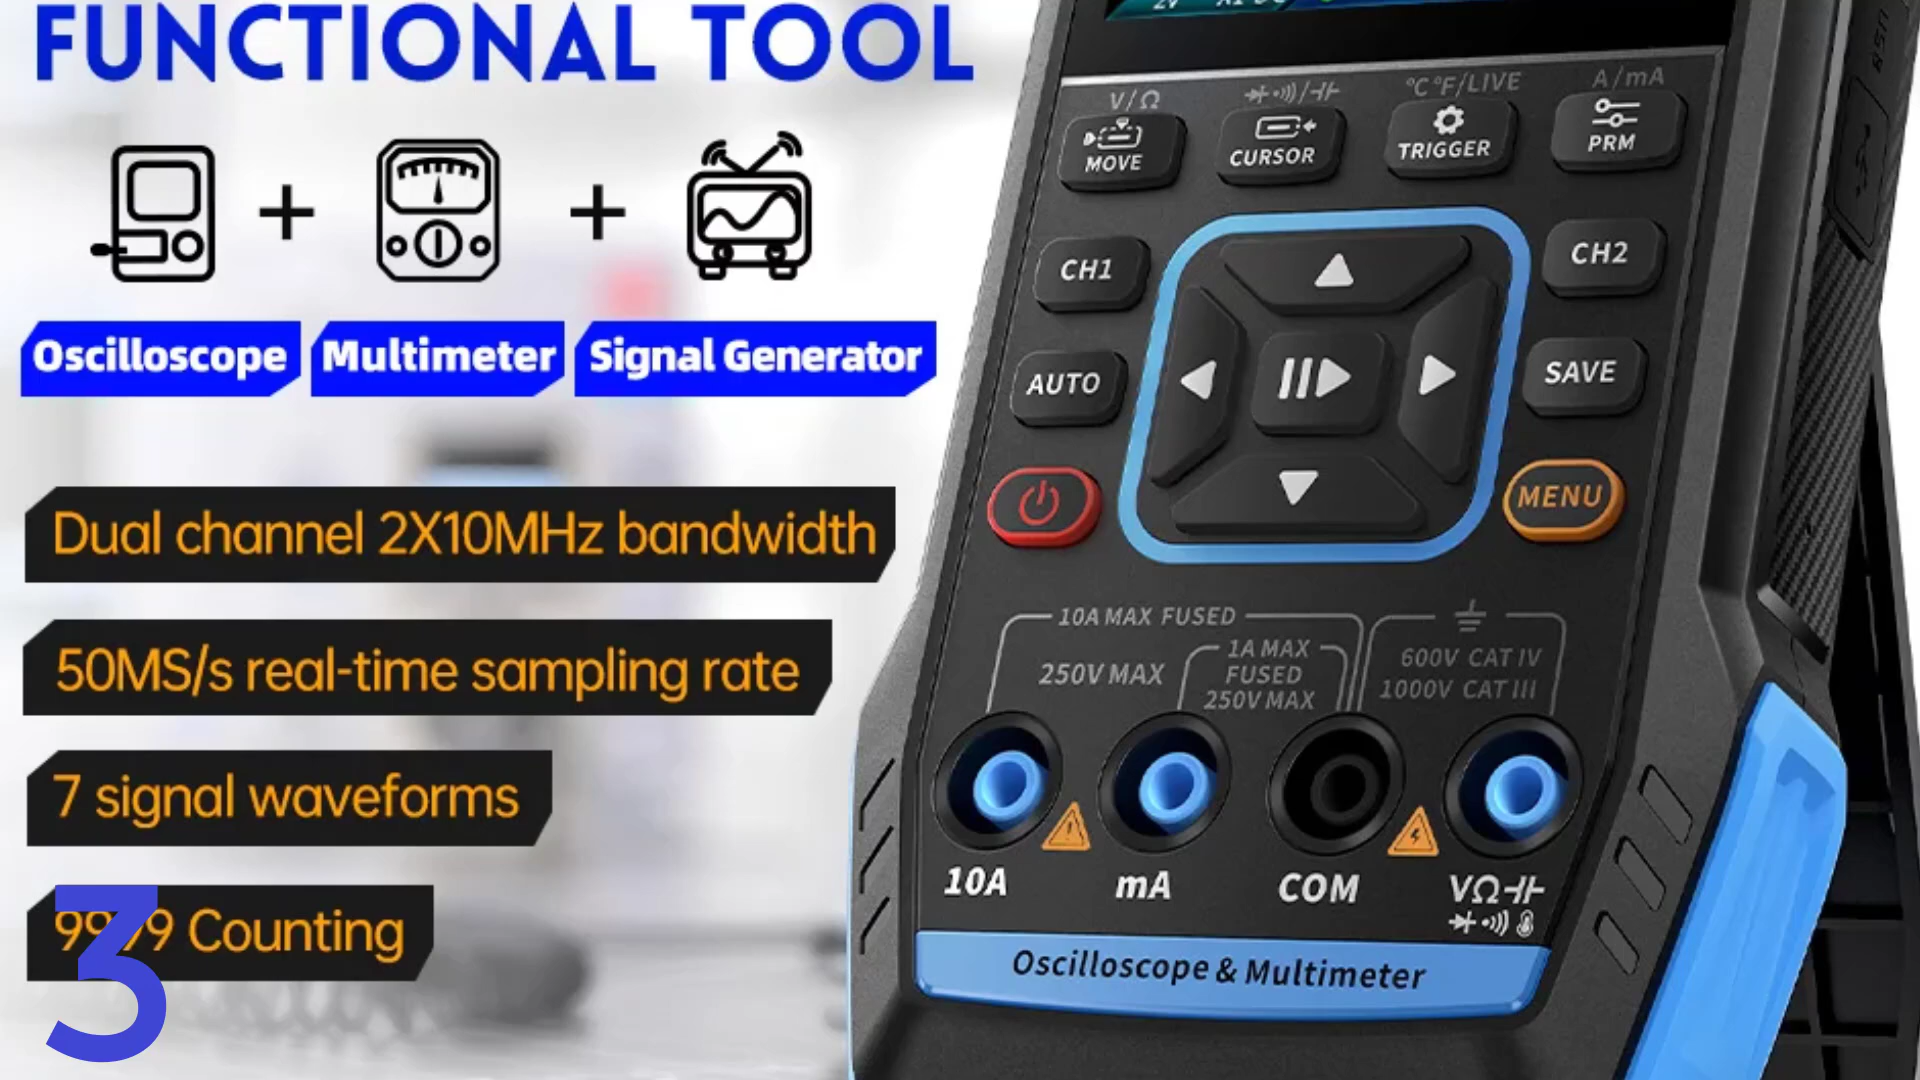 FUNCTIONAL TOOL
Oscilloscope
Multimeter
Signal Generator
Dual channel 2X10MHz bandwidth
50MS/s real-time sampling rate
7 signal waveforms
9999 Counting
3
V/Ω
°C°F/LIVE
A/mA
MOVE
CURSOR
TRIGGER
PRM
CH1
CH2
AUTO
SAVE
MENU
10A MAX FUSED
250V MAX
1A MAX
FUSED
250V MAX
600V CAT IV
1000V CAT III
10A
mA
COM
VΩ
Oscilloscope & Multimeter
USB